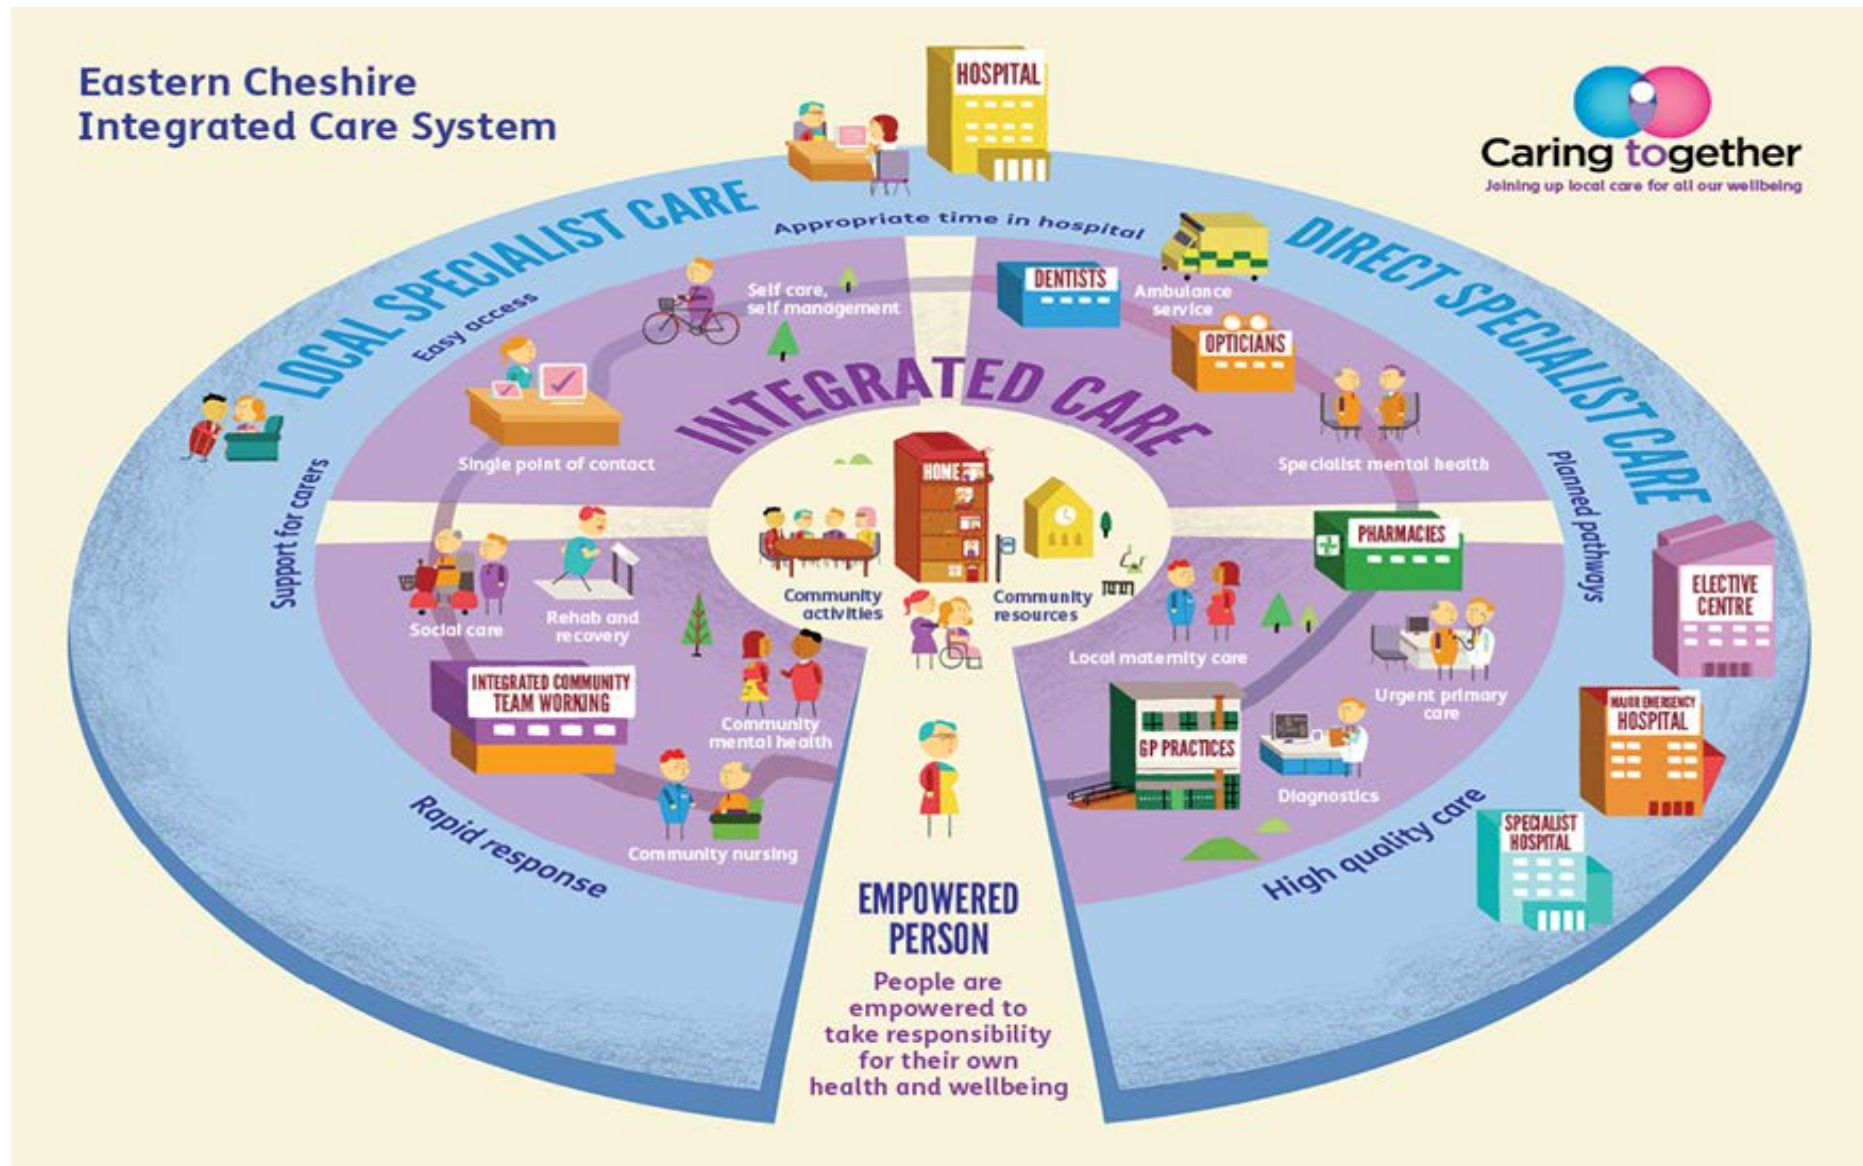 Eastern Cheshire
Integrated Care System
HOSPITAL
Caring together
Joining up local care for all our wellbeing
LOCAL SPECIALIST CARE
DIRECT SPECIALIST CARE
Appropriate time in hospital
Easy access
Support for carers
Rapid response
Planned pathways
High quality care
INTEGRATED CARE
Self care,
self management
DENTISTS
Ambulance
service
OPTICIANS
Single point of contact
Specialist mental health
HOME
Community
activities
Community
resources
PHARMACIES
ELECTIVE
CENTRE
Social care
Rehab and
recovery
Local maternity care
INTEGRATED COMMUNITY
TEAM WORKING
Community
mental health
Urgent primary
care
MAJOR EMERGENCY
HOSPITAL
GP PRACTICES
Diagnostics
SPECIALIST
HOSPITAL
Community nursing
EMPOWERED
PERSON
People are
empowered to
take responsibility
for their own
health and wellbeing